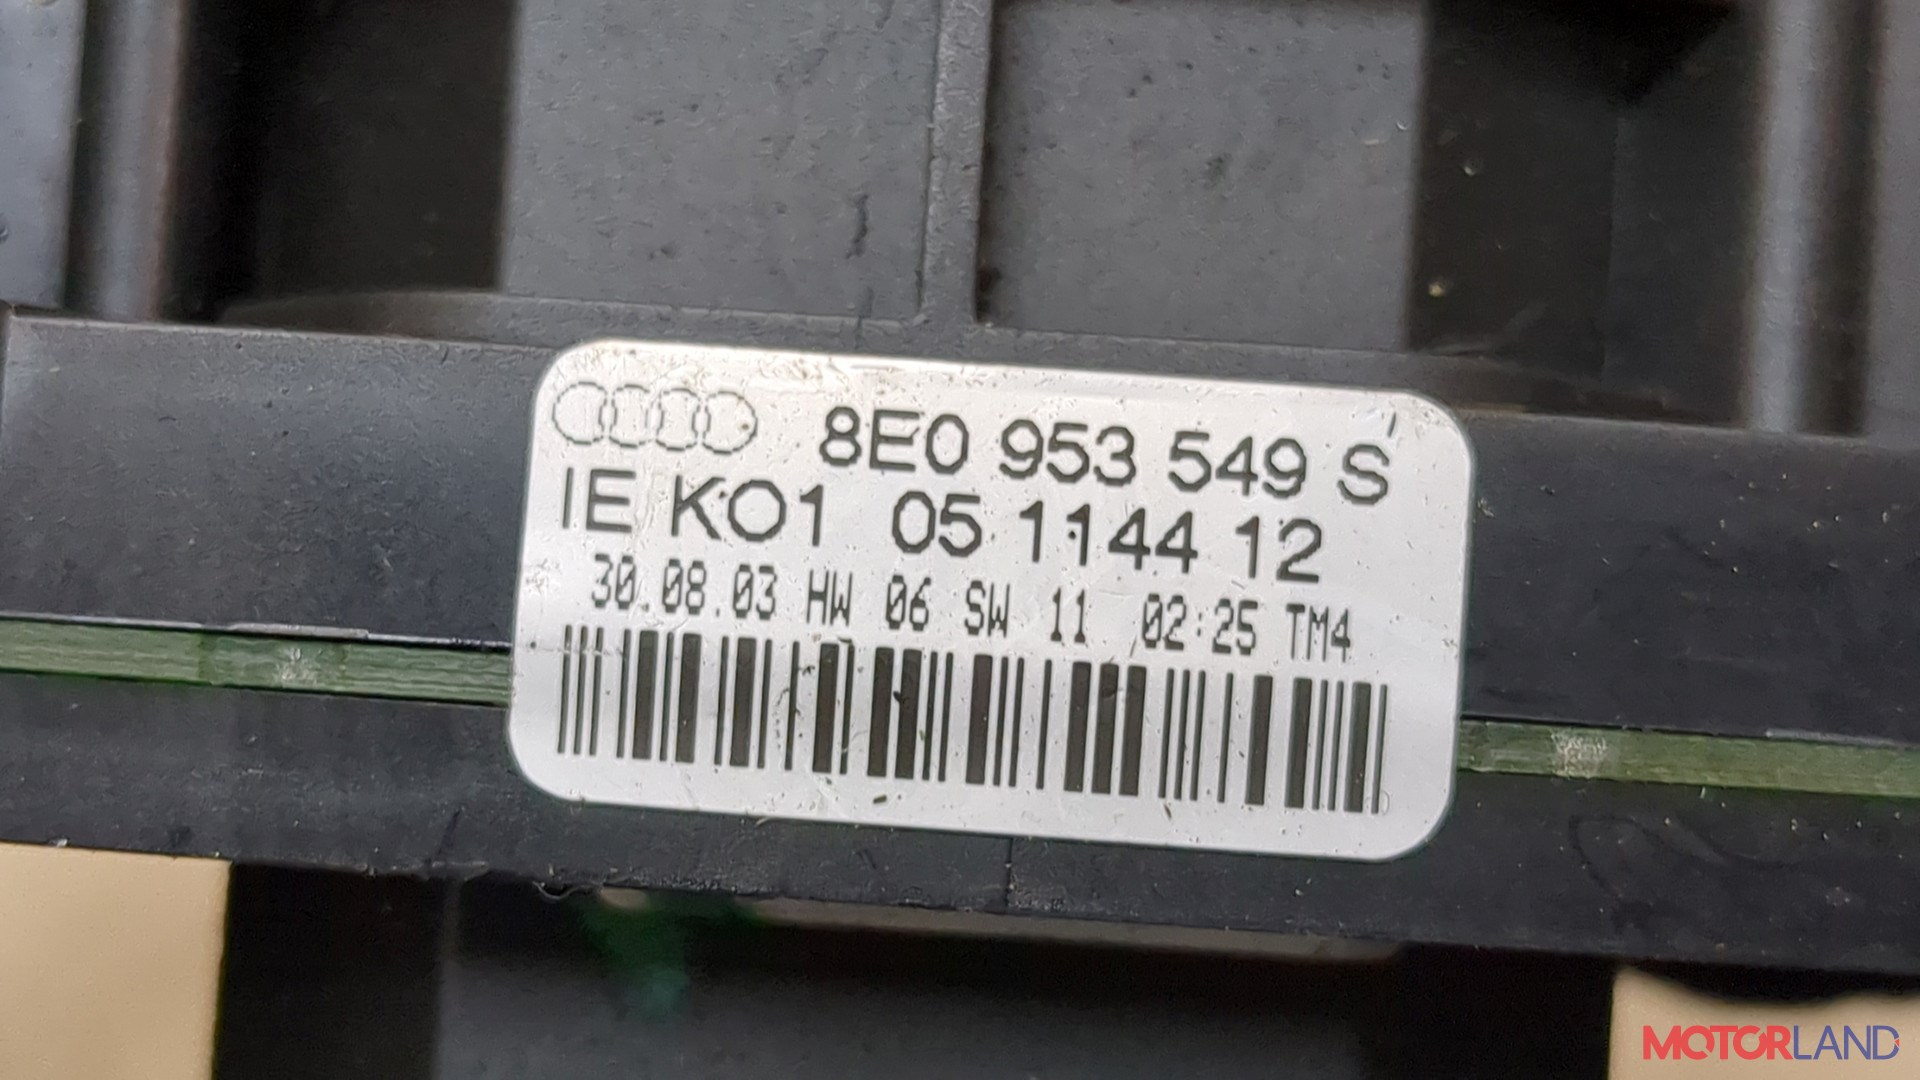 8E0 953 549 S
IE KO1 05 1144 12
30.08.03 HW 06 SW 11 02:25 TM4
MOTORLAND